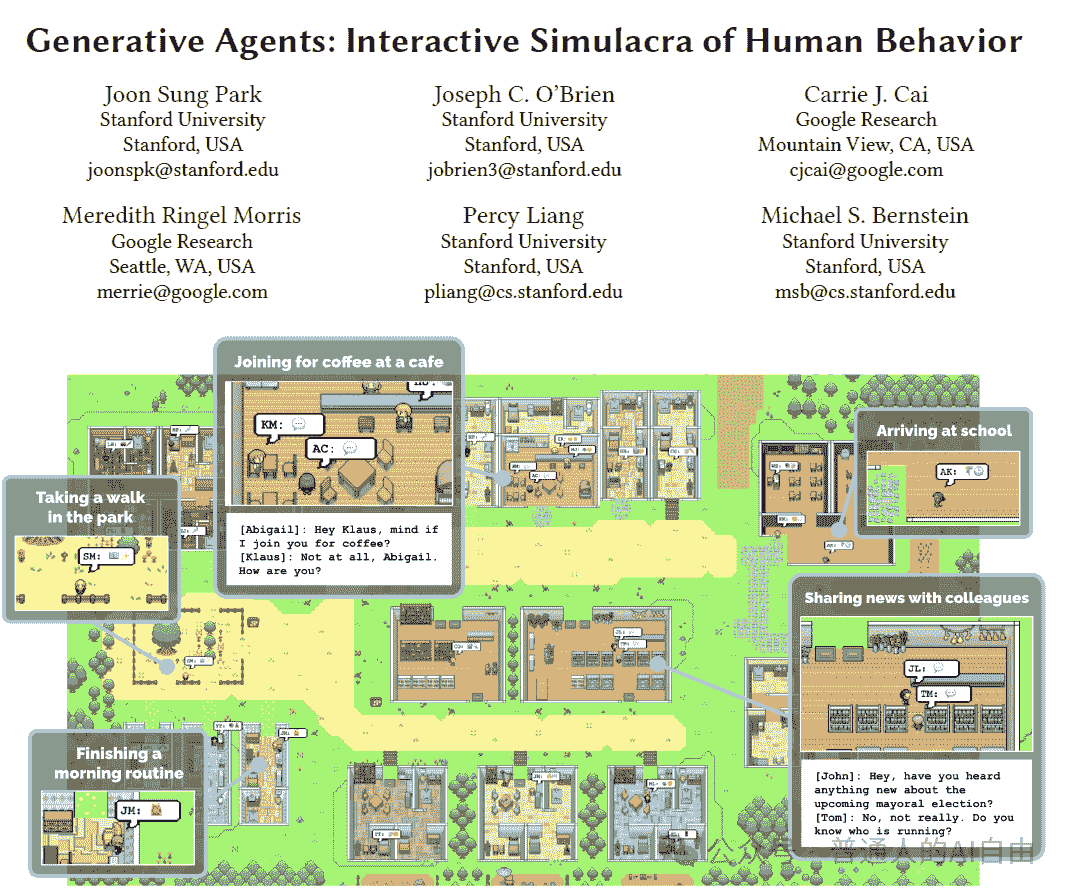 Generative Agents: Interactive Simulacra of Human Behavior
Joon Sung Park
Stanford University
Stanford, USA
joonspk@stanford.edu
Joseph C. O'Brien
Stanford University
Stanford, USA
jobrien3@stanford.edu
Carrie J. Cai
Google Research
Mountain View, CA, USA
cjcai@google.com
Meredith Ringel Morris
Google Research
Seattle, WA, USA
merrie@google.com
Percy Liang
Stanford University
Stanford, USA
pliang@cs.stanford.edu
Michael S. Bernstein
Stanford University
Stanford, USA
msb@cs.stanford.edu
Joining for coffee at a cafe
KM:
AC:
[Abigail]: Hey Klaus, mind if
I join you for coffee?
[Klaus]: Not at all, Abigail.
How are you?
Arriving at school
AK:
Taking a walk
in the park
SM:
Sharing news with colleagues
JL:
TM:
[John]: Hey, have you heard
anything new about the
upcoming mayoral election?
[Tom]: No, not really. Do you
know who is running?
Finishing a
morning routine
JM:
公众号 普通人的AI自由